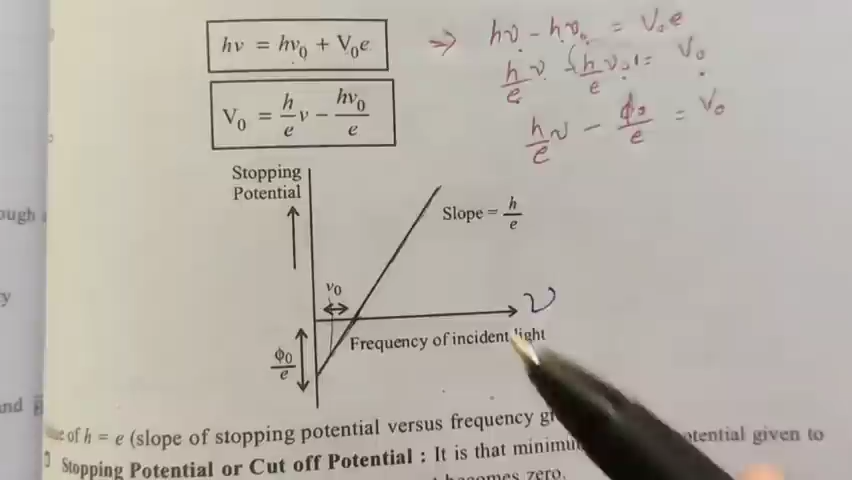 hν = hν₀ + V₀e
⇒ hν - hν₀ = V₀e
V₀ = h/e ν − hν₀/e
h/e ν - (h/e ν₀) = V₀
h/e ν - ϕ₀/e = V₀
Stopping
Potential
Slope = h/e
ough
ν₀
ν
y
Frequency of incident light
ϕ₀/e
and
ue of h = e (slope of stopping potential versus frequency
Stopping Potential or Cut off Potential : It is that potential given to
becomes zero.